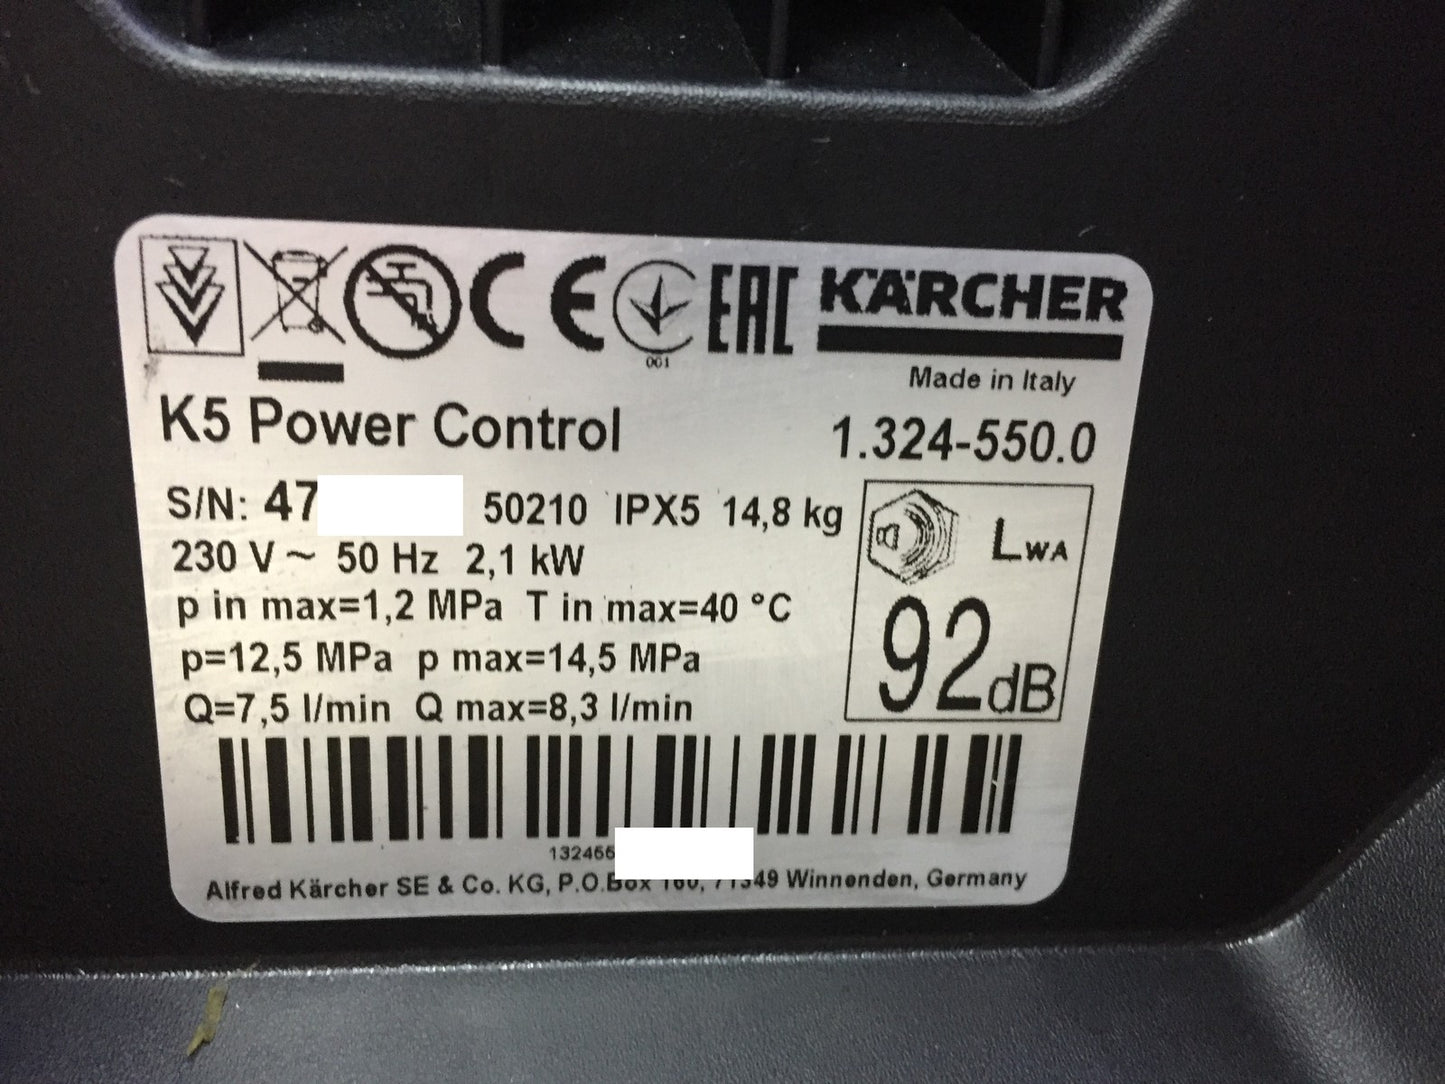 CE 001 EAC KÄRCHER
Made in Italy
K5 Power Control 1.324-550.0
S/N: 47 50210 IPX5 14,8 kg
230 V ~ 50 Hz 2,1 kW
p in max=1,2 MPa T in max=40 °C
p=12,5 MPa p max=14,5 MPa
Q=7,5 l/min Q max=8,3 l/min
LWA
92dB
Alfred Kärcher SE & Co. KG, P.O.Box 160, 71349 Winnenden, Germany